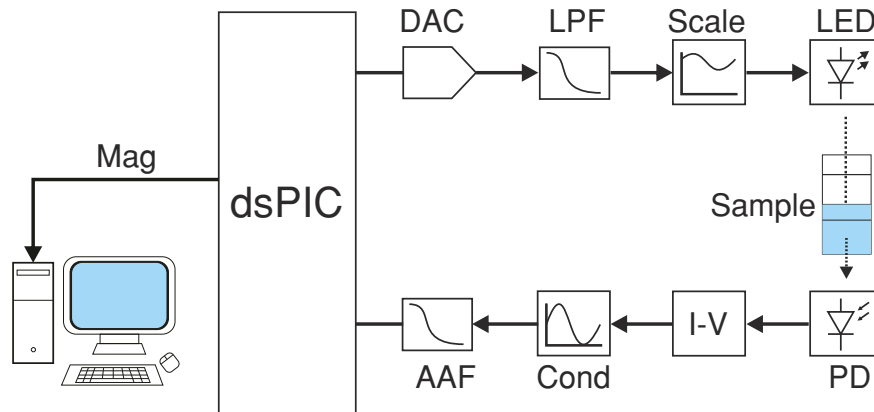 DAC
LPF
Scale
LED
Mag
dsPIC
Sample
I-V
AAF
Cond
PD